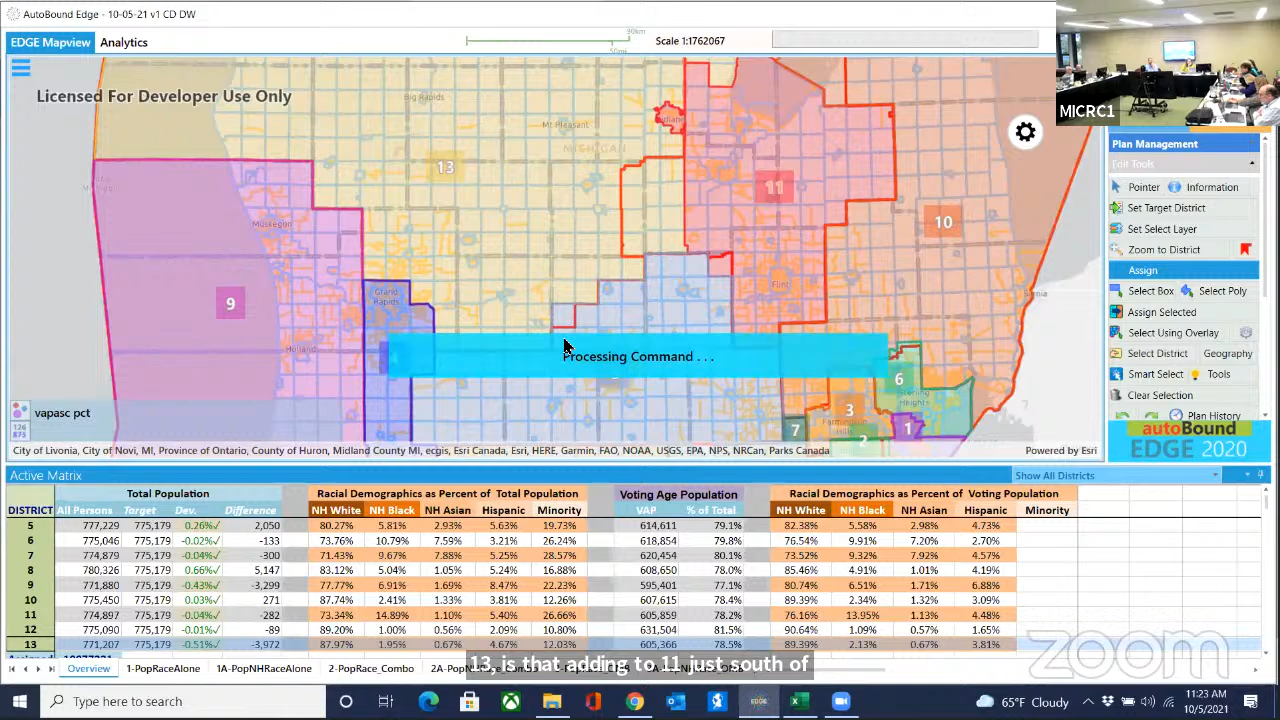 AutoBound Edge - 10-05-21 v1 CD DW
EDGE Mapview Analytics
90km
50mi
Scale 1:1762067
Licensed For Developer Use Only
MICRC1
Big Rapids
Mt Pleasant
MICHIGAN
Midland
Muskegon
Grand Rapids
Holland
Flint
Sarnia
Sterling Heights
Farmington Hills
13
11
10
9
6
3
7
1
2
Processing Command . . .
vapasc pct
City of Livonia, City of Novi, MI, Province of Ontario, County of Huron, Midland County MI, ecgis, Esri Canada, Esri, HERE, Garmin, FAO, NOAA, USGS, EPA, NPS, NRCan, Parks Canada
Powered by Esri
Plan Management
Edit Tools
Pointer Information
Set Target District
Set Select Layer
Zoom to District
Assign
Select Box Select Poly
Assign Selected
Select Using Overlay
Select District Geography
Smart Select Tools
Clear Selection
Plan History
autoBound
EDGE 2020
Active Matrix
Show All Districts
Total Population Racial Demographics as Percent of Total Population Voting Age Population Racial Demographics as Percent of Voting Population
DISTRICT All Persons Target Dev. Difference NH White NH Black NH Asian Hispanic Minority VAP % of Total NH White NH Black NH Asian Hispanic Minority
5 777,229 775,179 0.26%✓ 2,050 80.27% 5.81% 2.93% 5.63% 19.73% 614,611 79.1% 82.38% 5.58% 2.98% 4.73%
6 775,046 775,179 -0.02%✓ -133 73.76% 10.79% 7.59% 3.21% 26.24% 618,854 79.8% 76.54% 9.91% 7.20% 2.70%
7 774,879 775,179 -0.04%✓ -300 71.43% 9.67% 7.88% 5.25% 28.57% 620,454 80.1% 73.52% 9.32% 7.92% 4.57%
8 780,326 775,179 0.66%✓ 5,147 83.12% 5.04% 1.05% 5.24% 16.88% 608,650 78.0% 85.46% 4.91% 1.01% 4.19%
9 771,880 775,179 -0.43%✓ -3,299 77.77% 6.91% 1.69% 8.47% 22.23% 595,401 77.1% 80.74% 6.51% 1.71% 6.88%
10 775,450 775,179 0.03%✓ 271 87.74% 2.41% 1.33% 3.81% 12.26% 607,615 78.4% 89.39% 2.34% 1.32% 3.09%
11 774,897 775,179 -0.04%✓ -282 73.34% 14.89% 1.10% 5.40% 26.66% 605,859 78.2% 76.16% 13.95% 1.13% 4.48%
12 775,090 775,179 -0.01%✓ -89 89.20% 1.00% 0.56% 2.09% 10.80% 631,504 81.5% 90.64% 1.09% 0.57% 1.65%
13 771,207 775,179 -0.51%✓ -3,972 87.97% 1.95% 0.67% 4.67% 12.03% 605,366 78.5% 89.39% 2.13% 0.67% 3.81%
Overview 1-PopRaceAlone 1A-PopNHRaceAlone 2-PopRace_Combo
13, is that adding to 11 just south of
zoom
Type here to search
EDGE
65°F Cloudy
11:23 AM
10/5/2021